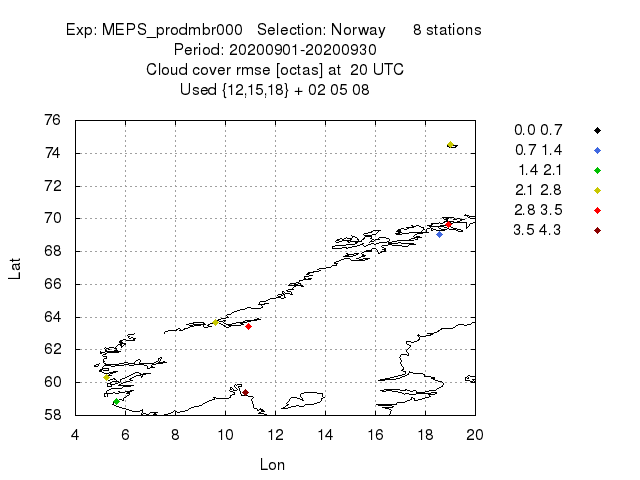 Exp: MEPS_prodmbr000 Selection: Norway 8 stations
Period: 20200901-20200930
Cloud cover rmse [octas] at 20 UTC
Used {12,15,18} + 02 05 08
76
74
72
70
68
66
64
62
60
58
Lat
4 6 8 10 12 14 16 18 20
Lon
0.0 0.7
0.7 1.4
1.4 2.1
2.1 2.8
2.8 3.5
3.5 4.3